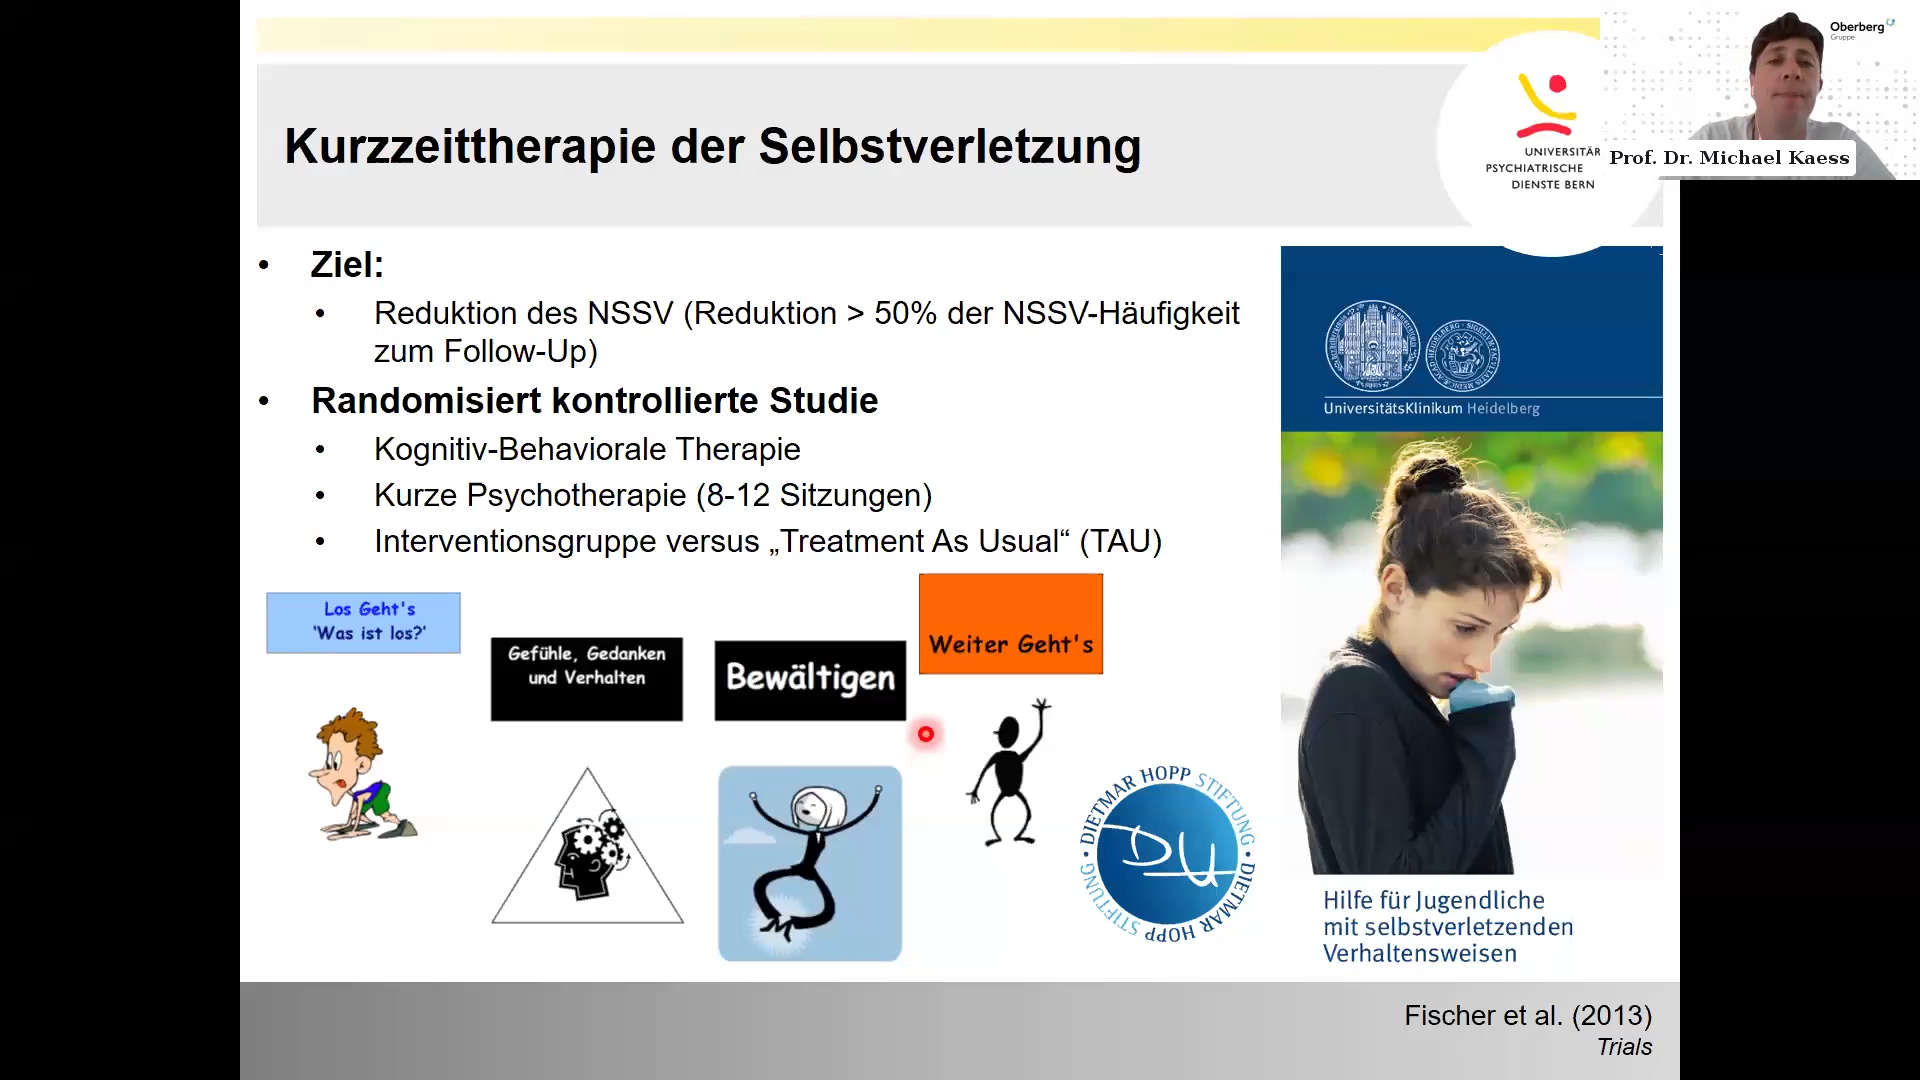 Oberberg
Gruppe
Prof. Dr. Michael Kaess
Kurzzeittherapie der Selbstverletzung
UNIVERSITÄR
PSYCHIATRISCHE
DIENSTE BERN
• Ziel:
• Reduktion des NSSV (Reduktion > 50% der NSSV-Häufigkeit
zum Follow-Up)
• Randomisiert kontrollierte Studie
• Kognitiv-Behaviorale Therapie
• Kurze Psychotherapie (8-12 Sitzungen)
• Interventionsgruppe versus „Treatment As Usual“ (TAU)
Los Geht's
'Was ist los?'
Gefühle, Gedanken
und Verhalten
Bewältigen
Weiter Geht's
DIETMAR HOPP STIFTUNG • DIETMAR HOPP STIFTUNG •
UniversitätsKlinikum Heidelberg
Hilfe für Jugendliche
mit selbstverletzenden
Verhaltensweisen
Fischer et al. (2013)
Trials